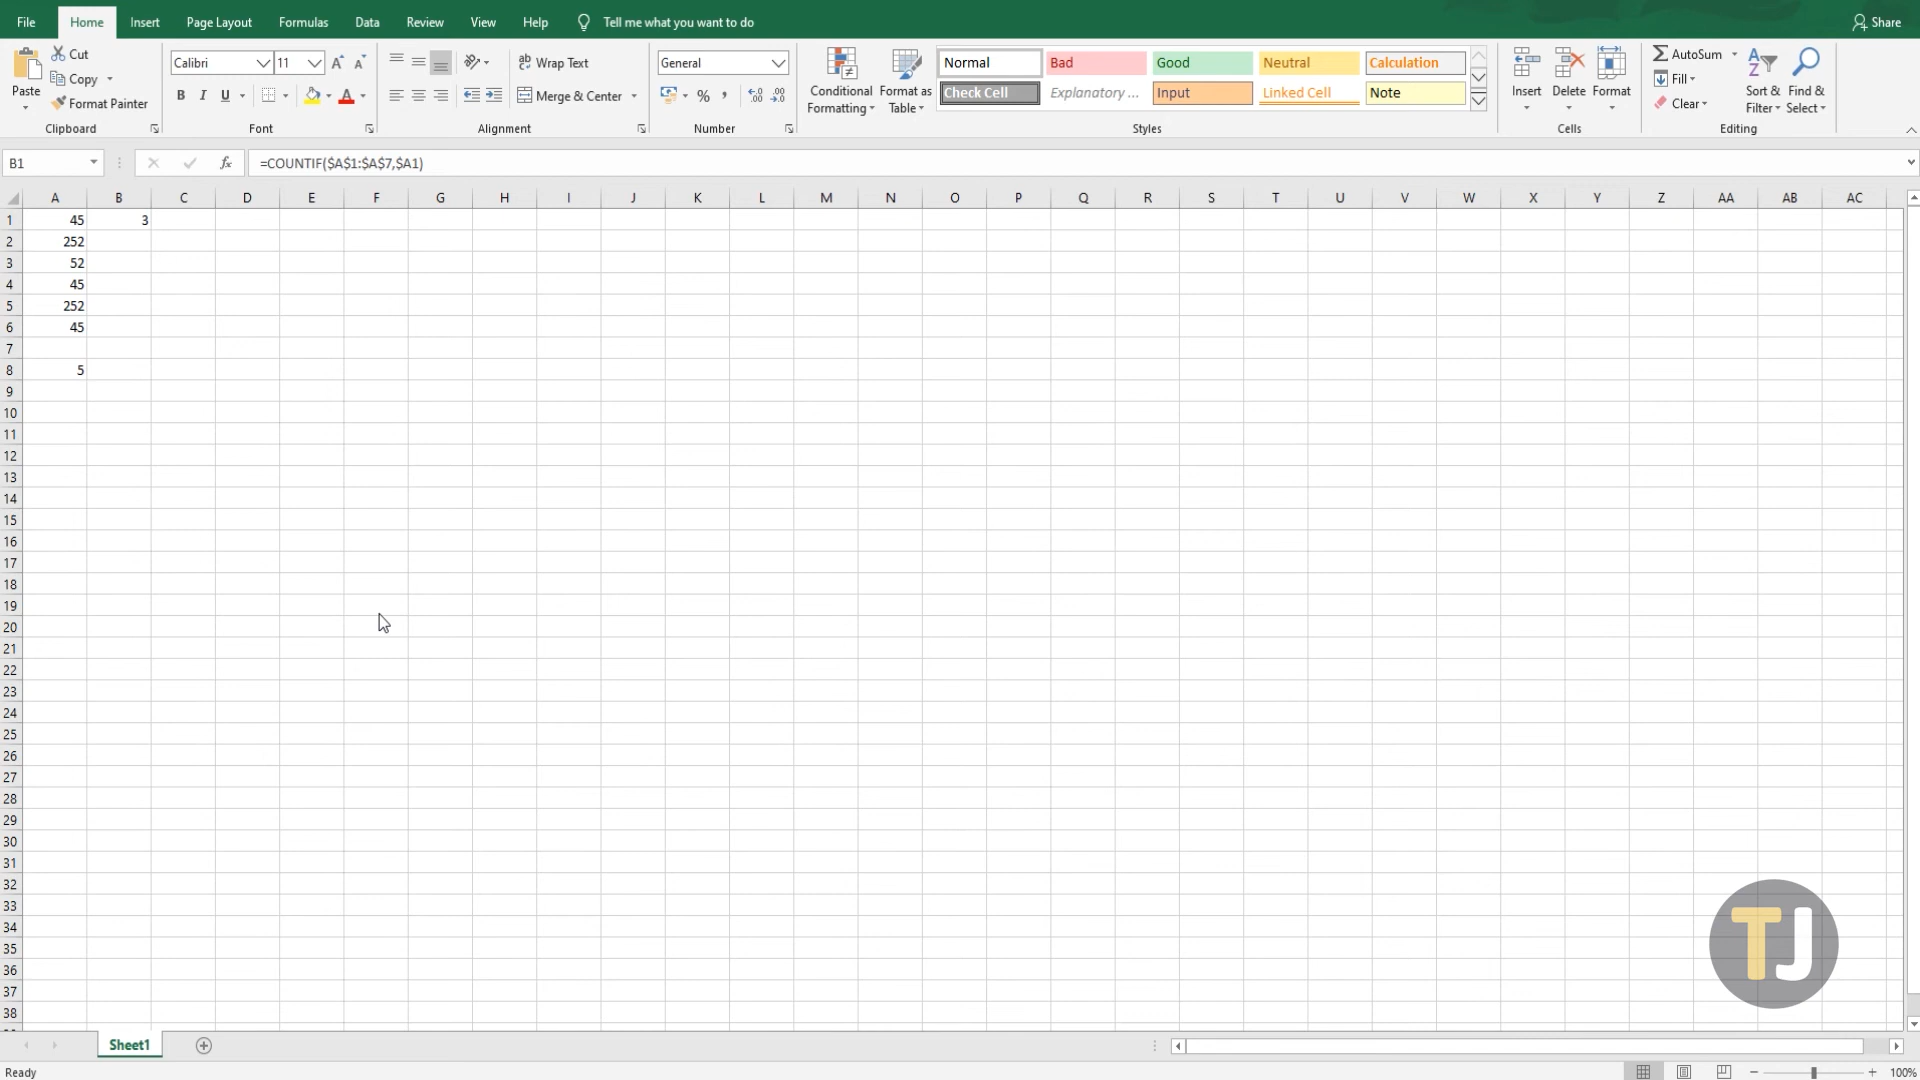 File Home Insert Page Layout Formulas Data Review View Help Tell me what you want to do Share
Paste Cut Copy Format Painter
Clipboard
Calibri 11 B I U
Font
Wrap Text
Merge & Center
Alignment
General
% ,
Number
Conditional Formatting Format as Table
Normal Bad Good Neutral Calculation
Check Cell Explanatory ... Input Linked Cell Note
Styles
Insert Delete Format
Cells
AutoSum
Fill
Clear
Sort & Filter Find & Select
Editing
B1 fx =COUNTIF($A$1:$A$7,$A1)
A B C D E F G H I J K L M N O P Q R S T U V W X Y Z AA AB AC
1 45 3
2 252
3 52
4 45
5 252
6 45
7
8 5
9
10
11
12
13
14
15
16
17
18
19
20
21
22
23
24
25
26
27
28
29
30
31
32
33
34
35
36
37
38
TJ
Sheet1
Ready 100%